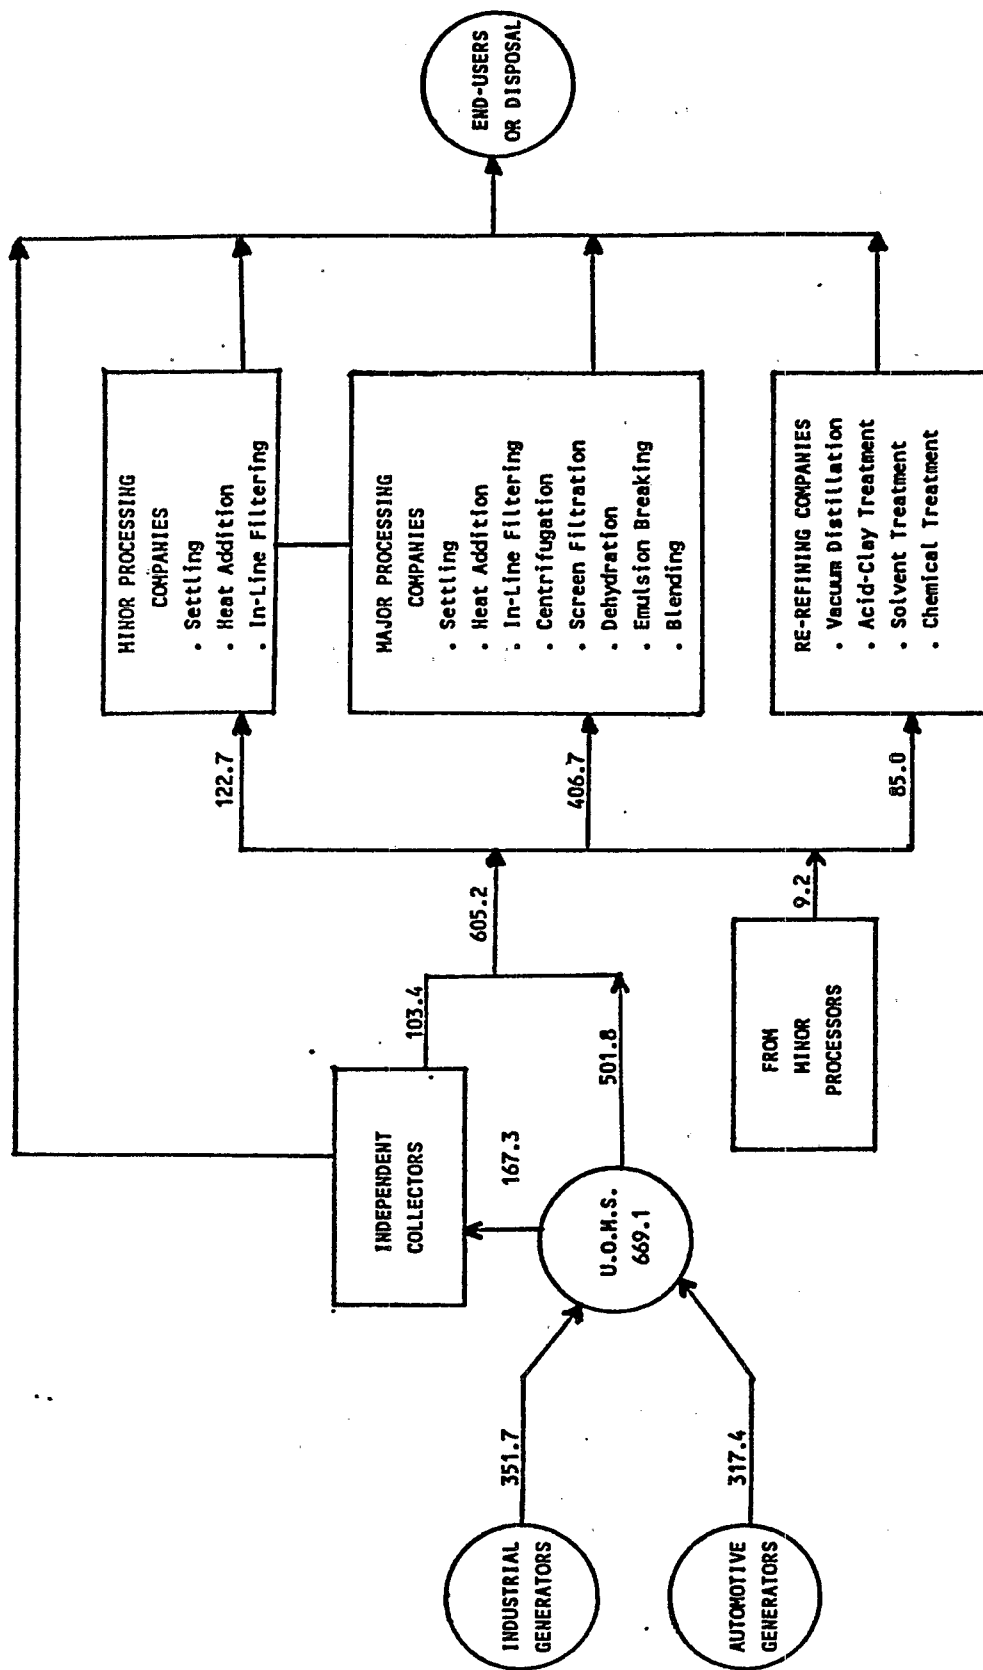 INDUSTRIAL
GENERATORS
351.7
AUTOMOTIVE
GENERATORS
317.4
U.O.M.S.
669.1
167.3
INDEPENDENT
COLLECTORS
103.4
501.8
605.2
FROM
MINOR
PROCESSORS
9.2
122.7
406.7
85.0
MINOR PROCESSING
COMPANIES
• Settling
• Heat Addition
• In-Line Filtering
MAJOR PROCESSING
COMPANIES
• Settling
• Heat Addition
• In-Line Filtering
• Centrifugation
• Screen Filtration
• Dehydration
• Emulsion Breaking
• Blending
RE-REFINING COMPANIES
• Vacuum Distillation
• Acid-Clay Treatment
• Solvent Treatment
• Chemical Treatment
END-USERS
OR DISPOSAL